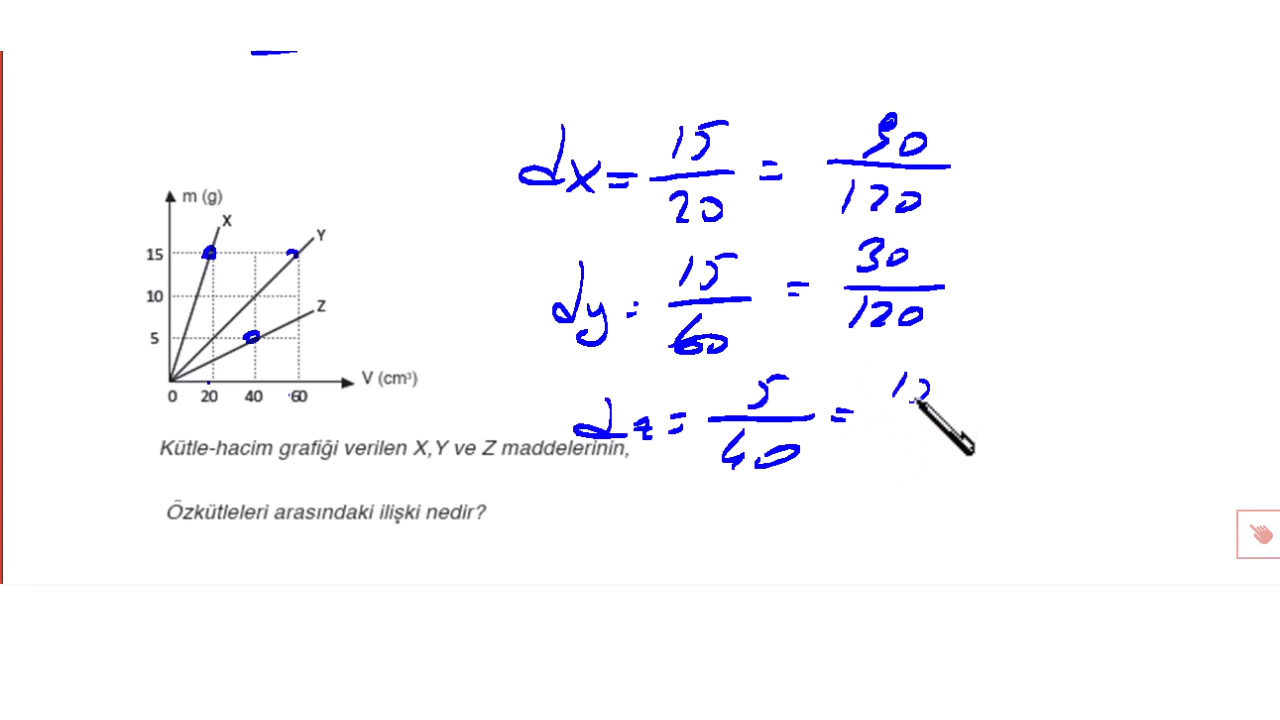 dx = 15/20 = 90/120
m (g)
X
Y
15
dy = 15/60 = 30/120
10
Z
5
V (cm³)
0 20 40 60
dz = 5/40 = 15
Kütle-hacim grafiği verilen X,Y ve Z maddelerinin,
Özkütleleri arasındaki ilişki nedir?